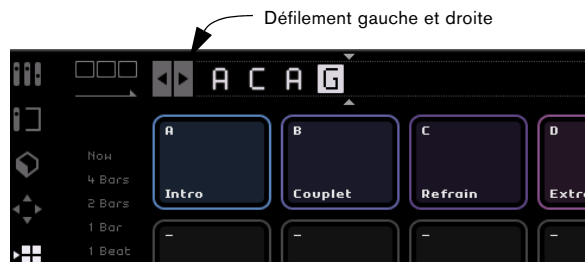 Défilement gauche et droite
A C A G
A B C D
Now
4 Bars
2 Bars
Intro Couplet Refrain Extr
1 Bar
1 Beat